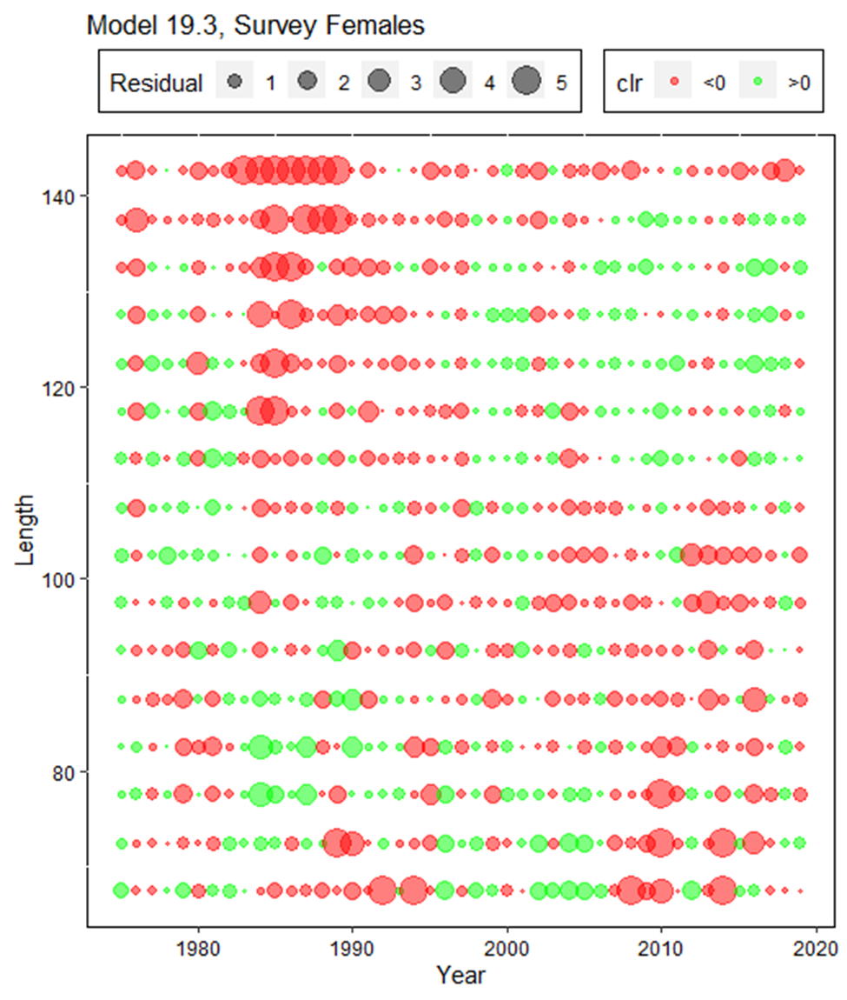 Model 19.3, Survey Females
Residual 1 2 3 4 5 clr <0 >0
140
120
100
80
Length
1980 1990 2000 2010 2020
Year